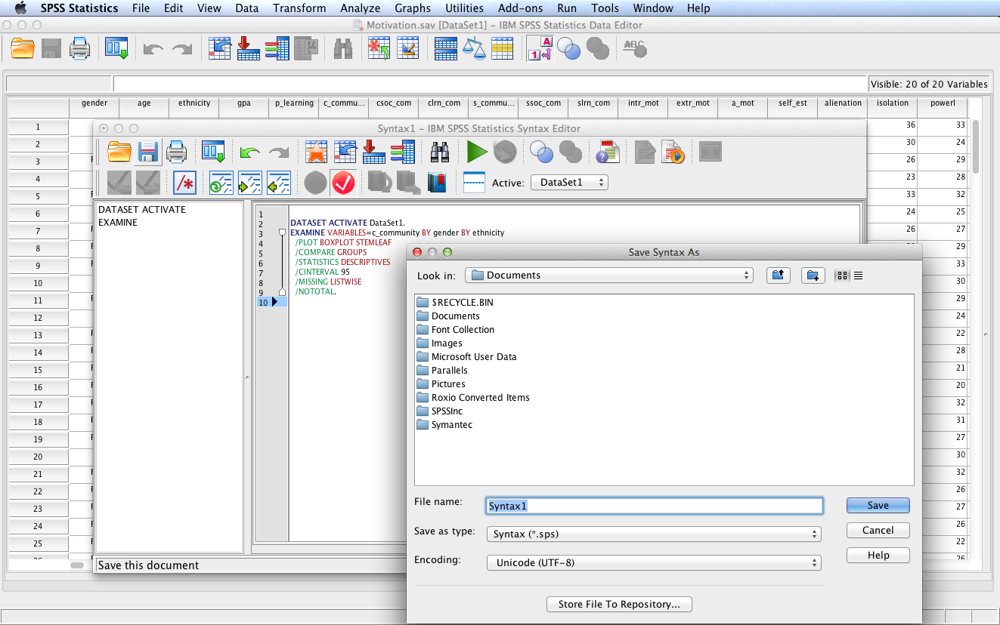 SPSS Statistics File Edit View Data Transform Analyze Graphs Utilities Add-ons Run Tools Window Help
Motivation.sav [DataSet1] – IBM SPSS Statistics Data Editor
Visible: 20 of 20 Variables
gender age ethnicity gpa p_learning c_commu... csoc_com clrn_com s_commu... ssoc_com slrn_com intr_mot extr_mot a_mot self_est alienation isolation powerl
1 36 33
2 30 24
3 26 29
4 23 28
5 33 32
6 24 25
7 26 27
8 29
9 33
10 30
11 29
12 24
13 22
14 28
15 21
16 20
17 32
18 31
19 27
20 30
21 32
22 26
23 27
24 26
25 22
26 26
Syntax1 – IBM SPSS Statistics Syntax Editor
Active: DataSet1
DATASET ACTIVATE
EXAMINE
1
2 DATASET ACTIVATE DataSet1.
3 EXAMINE VARIABLES=c_community BY gender BY ethnicity
4 /PLOT BOXPLOT STEMLEAF
5 /COMPARE GROUPS
6 /STATISTICS DESCRIPTIVES
7 /CINTERVAL 95
8 /MISSING LISTWISE
9 /NOTOTAL.
10
Save this document
Save Syntax As
Look in: Documents
$RECYCLE.BIN
Documents
Font Collection
Images
Microsoft User Data
Parallels
Pictures
Roxio Converted Items
SPSSInc
Symantec
File name: Syntax1
Save
Save as type: Syntax (*.sps)
Cancel
Encoding: Unicode (UTF-8)
Help
Store File To Repository...